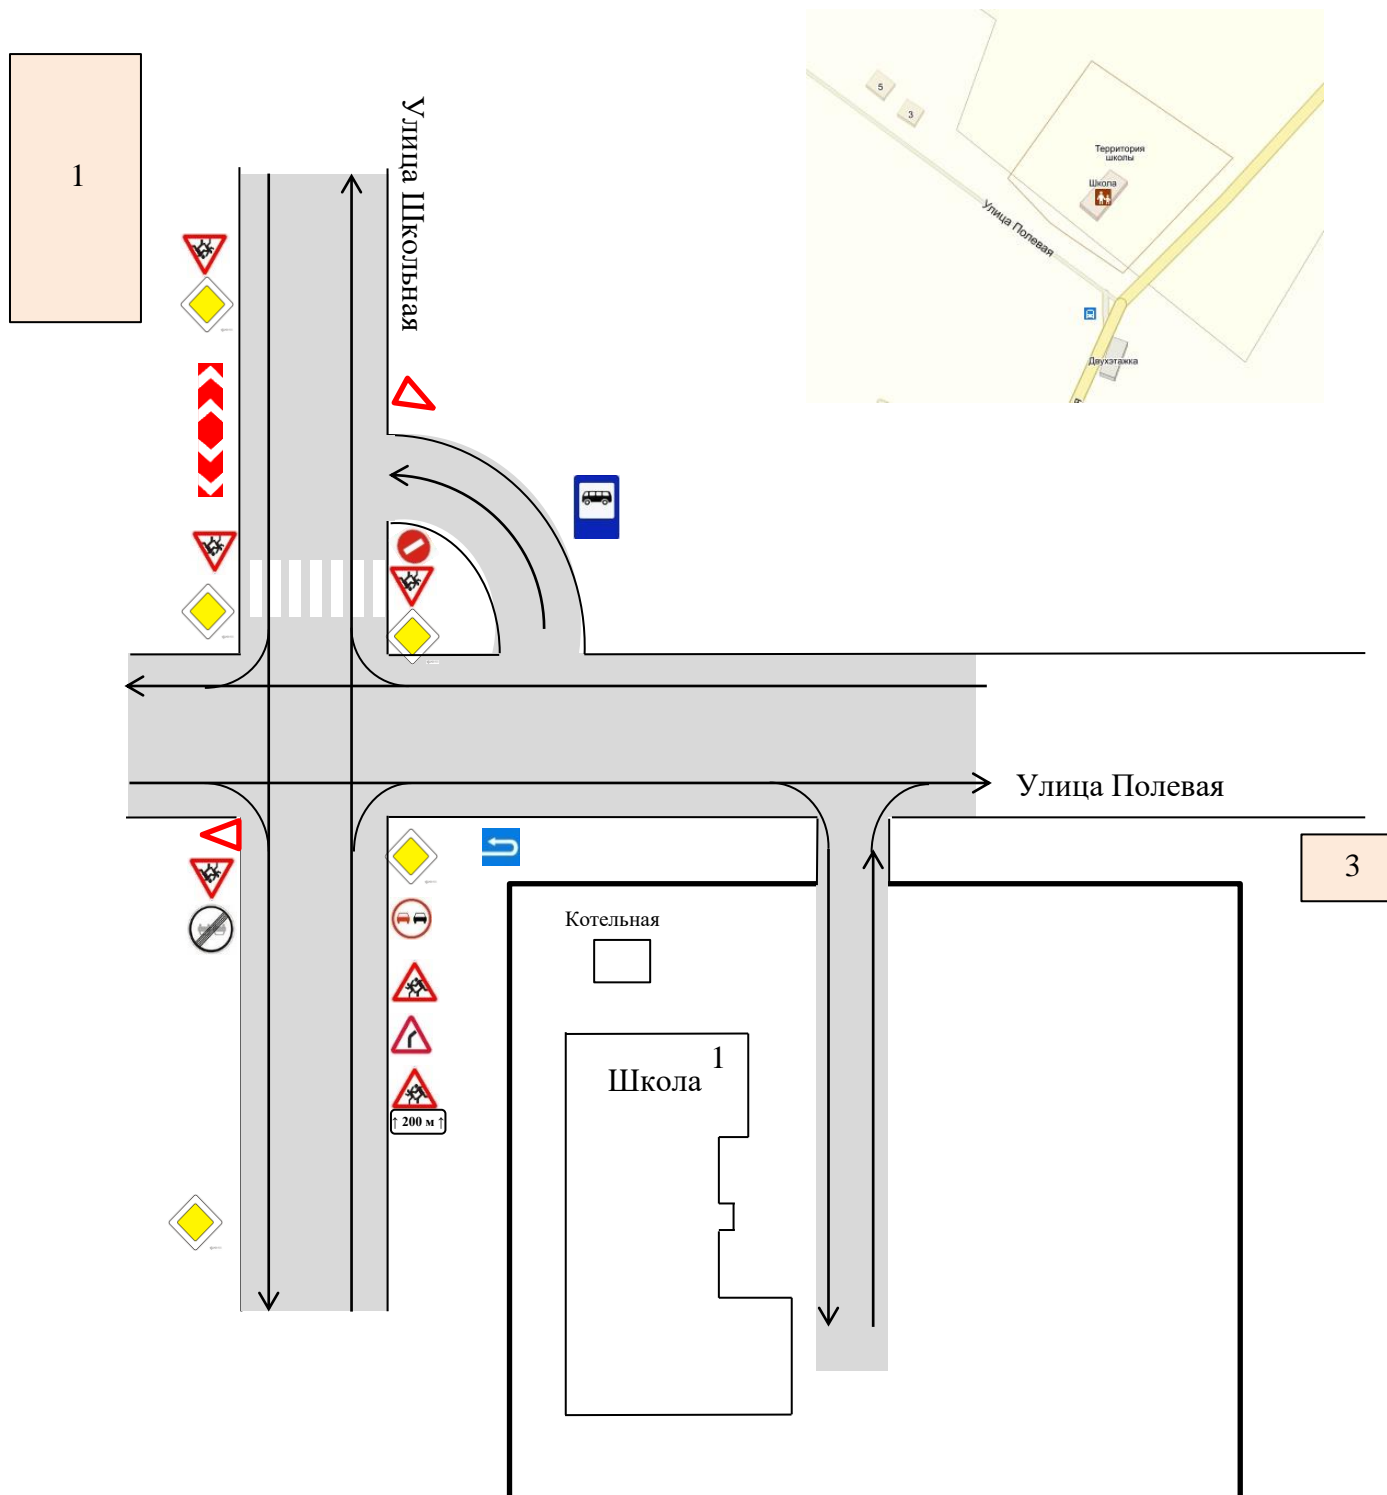 1
Улица Школьная
5
3
Территория
школы
Школа
Улица Полевая
Двухэтажка
Улица Полевая
3
Котельная
1
Школа
↑ 200 м ↑